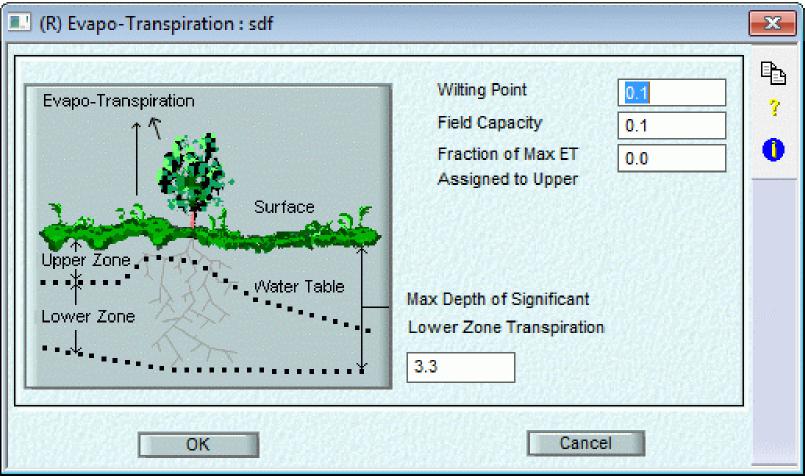 (R) Evapo-Transpiration : sdf
Evapo-Transpiration
Surface
Upper Zone
Water Table
Lower Zone
Wilting Point
0.1
Field Capacity
0.1
Fraction of Max ET
0.0
Assigned to Upper
Max Depth of Significant
Lower Zone Transpiration
3.3
OK
Cancel